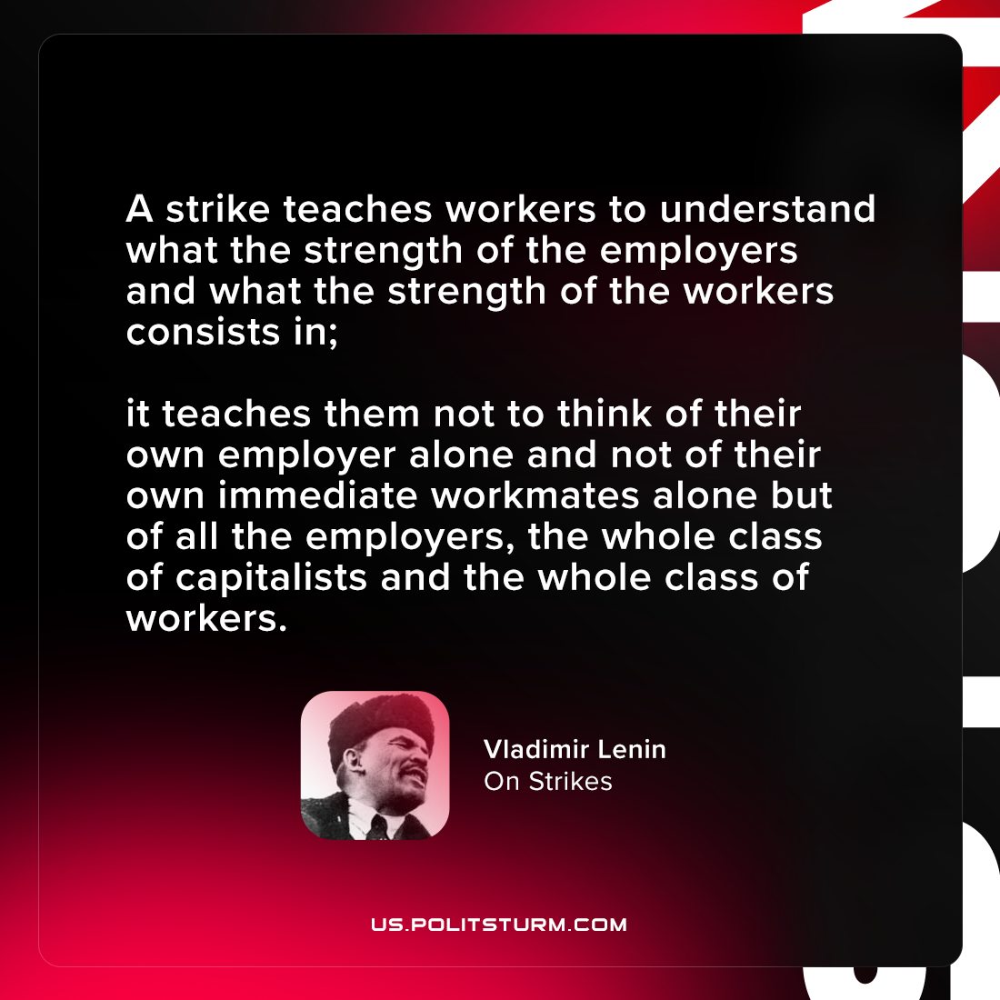 A strike teaches workers to understand
what the strength of the employers
and what the strength of the workers
consists in;
it teaches them not to think of their
own employer alone and not of their
own immediate workmates alone but
of all the employers, the whole class
of capitalists and the whole class of
workers.
Vladimir Lenin
On Strikes
US.POLITSTURM.COM